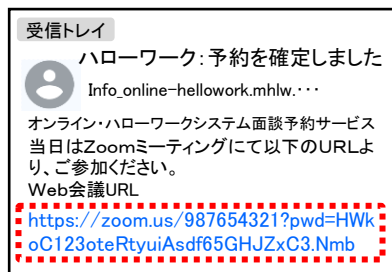 受信トレイ
ハローワーク:予約を確定しました
Info_online-hellowork.mhlw.･･･
オンライン・ハローワークシステム面談予約サービス
当日はZoomミーティングにて以下のURLよ
り、ご参加ください。
Web会議URL
https://zoom.us/987654321?pwd=HWk
oC123oteRtyuiAsdf65GHJZxC3.Nmb